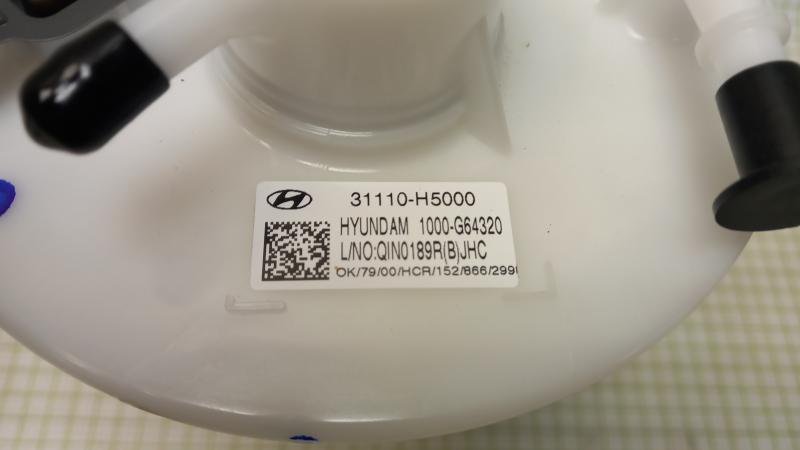 31110-H5000
HYUNDAM 1000-G64320
L/NO:QIN0189R(B)JHC
OK/79/00/HCR/152/866/299